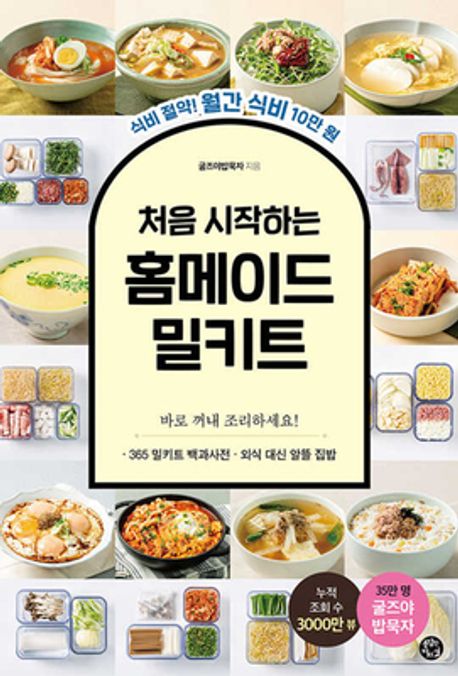 식비 절약! 월간 식비 10만 원
굴즈야밥묵자 지음
처음 시작하는
홈메이드
밀키트
바로 꺼내 조리하세요!
· 365 밀키트 백과사전 · 외식 대신 알뜰 집밥
누적
조회 수
3000만 뷰
35만 명
굴즈야
밥묵자